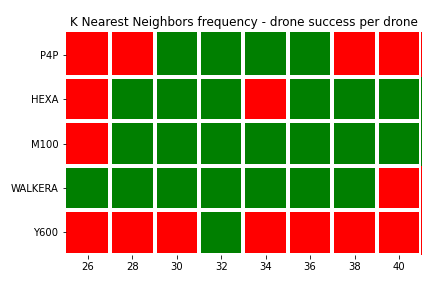 K Nearest Neighbors frequency - drone success per drone
P4P
HEXA
M100
WALKERA
Y600
26 28 30 32 34 36 38 40